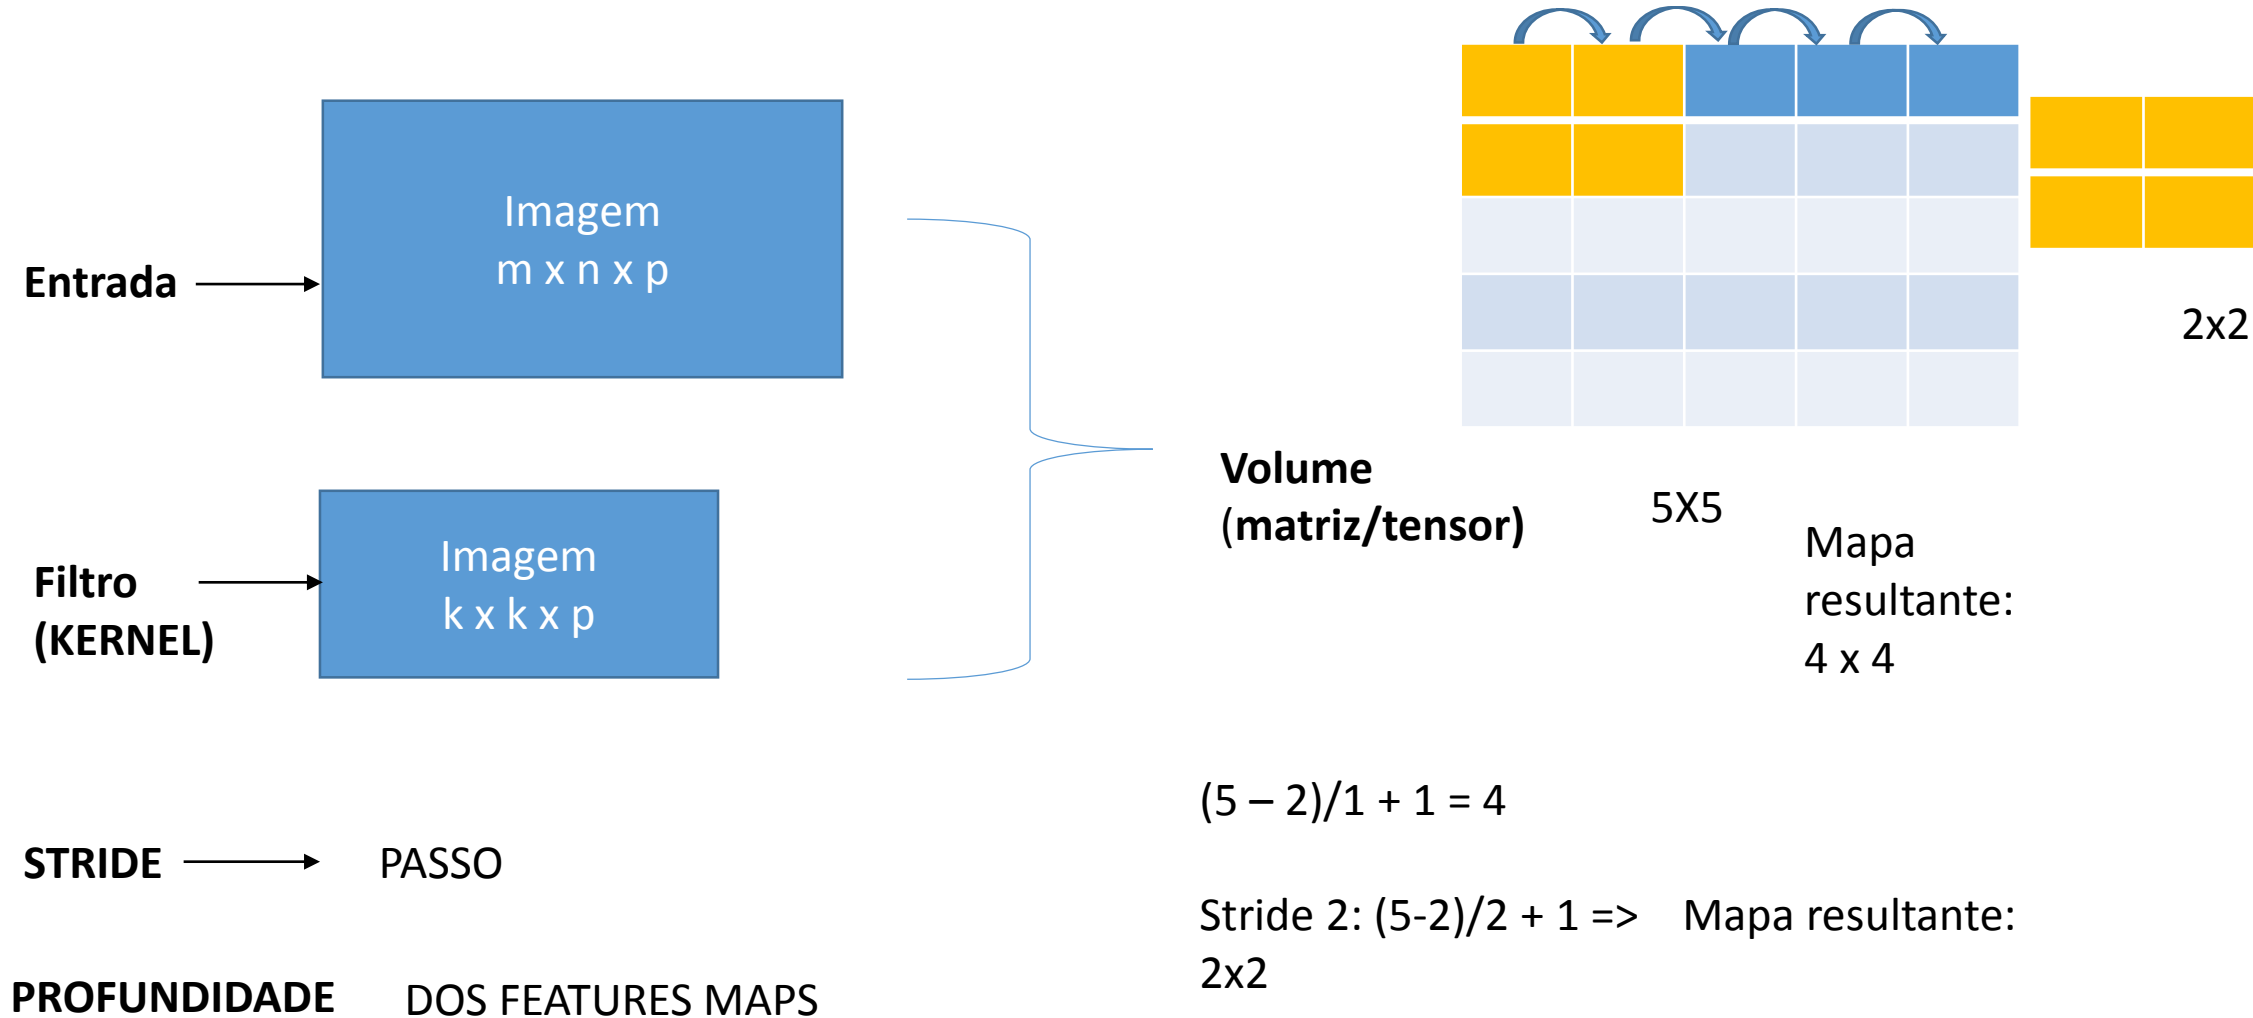 Entrada
Imagem
m x n x p
Filtro
(KERNEL)
Imagem
k x k x p
STRIDE
PASSO
PROFUNDIDADE
DOS FEATURES MAPS
Volume
(matriz/tensor)
5X5
2x2
Mapa
resultante:
4 x 4
(5 – 2)/1 + 1 = 4
Stride 2: (5-2)/2 + 1 => Mapa resultante:
2x2